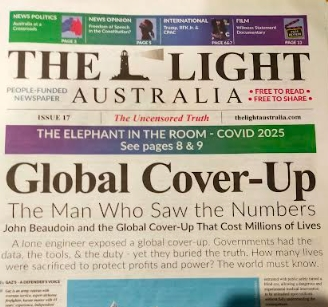 NEWS POLITICS
Australia at a Crossroads
PAGE 3
NEWS OPINION
Freedom of Speech in the Constitution?
PAGE 5
INTERNATIONAL
Trump, RFK Jr. & CPAC
PAGE 6&7
FILM
Witness Statement Documentary
PAGE 13
THE LIGHT
PEOPLE-FUNDED
NEWSPAPER
AUSTRALIA
• FREE TO READ •
• FREE TO SHARE •
ISSUE 17
The Uncensored Truth
thelightaustralia.com
THE ELEPHANT IN THE ROOM - COVID 2025
See pages 8 & 9
Global Cover-Up
The Man Who Saw the Numbers
John Beaudoin and the Global Cover-Up That Cost Millions of Lives
A lone engineer exposed a global cover-up. Governments had the
data, the tools, & the duty - yet they buried the truth. How many lives
were sacrificed to protect profits and power? The world must know.